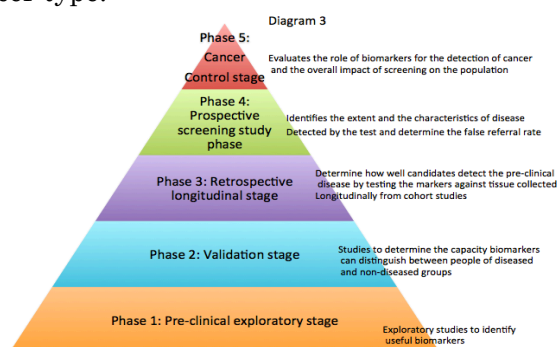 Diagram 3
Phase 5:
Cancer
Control stage
Evaluates the role of biomarkers for the detection of cancer
and the overall impact of screening on the population
Phase 4:
Prospective
screening study
phase
Identifies the extent and the characteristics of disease
Detected by the test and determine the false referral rate
Phase 3: Retrospective
longitudinal stage
Determine how well candidates detect the pre-clinical
disease by testing the markers against tissue collected
Longitudinally from cohort studies
Phase 2: Validation stage
Studies to determine the capacity biomarkers
can distinguish between people of diseased
and non-diseased groups
Phase 1: Pre-clinical exploratory stage
Exploratory studies to identify
useful biomarkers